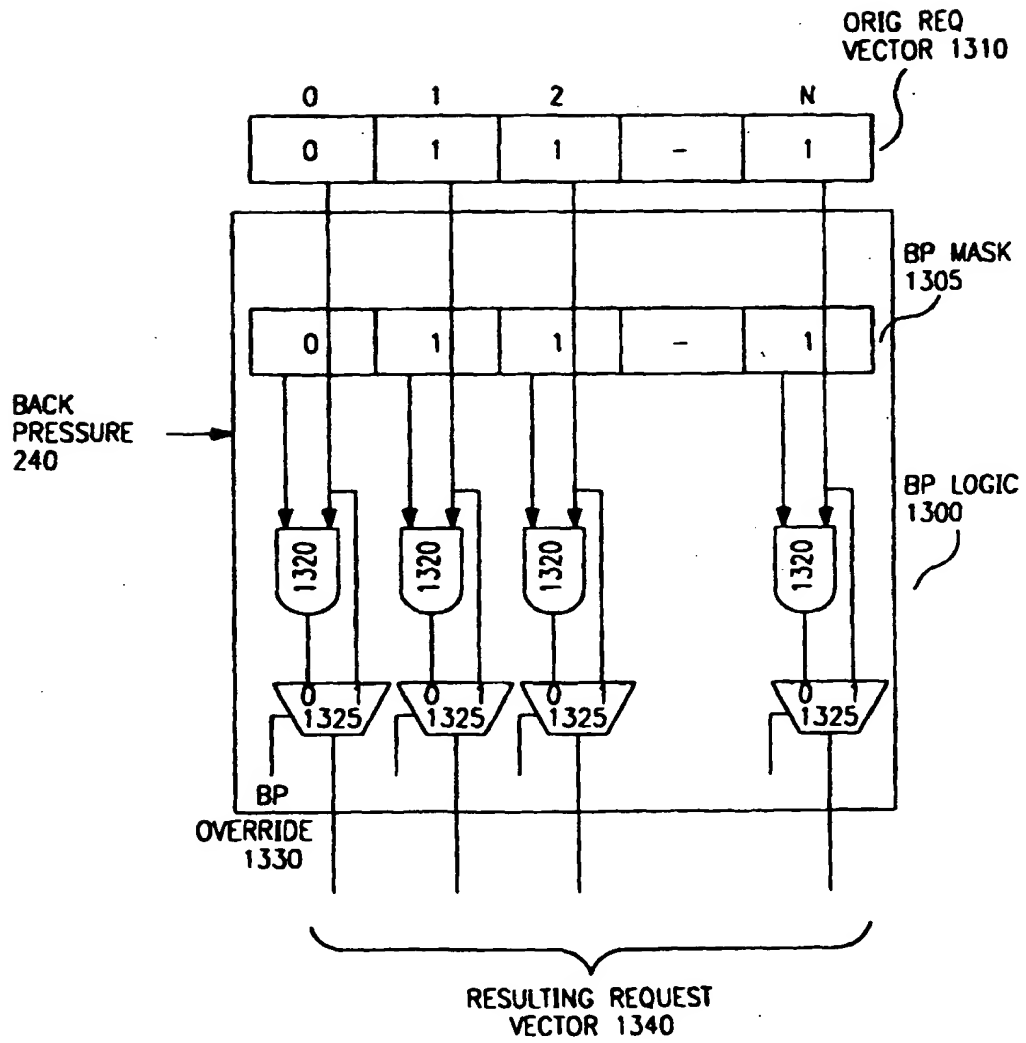 ORIG REQ
VECTOR 1310
0 1 2 N
0 1 1 - 1
BP MASK
1305
0 1 1 - 1
BACK
PRESSURE
240
BP LOGIC
1300
1320 1320 1320 1320
0 1 0 1 0 1 0 1
1325 1325 1325 1325
BP
OVERRIDE
1330
RESULTING REQUEST
VECTOR 1340